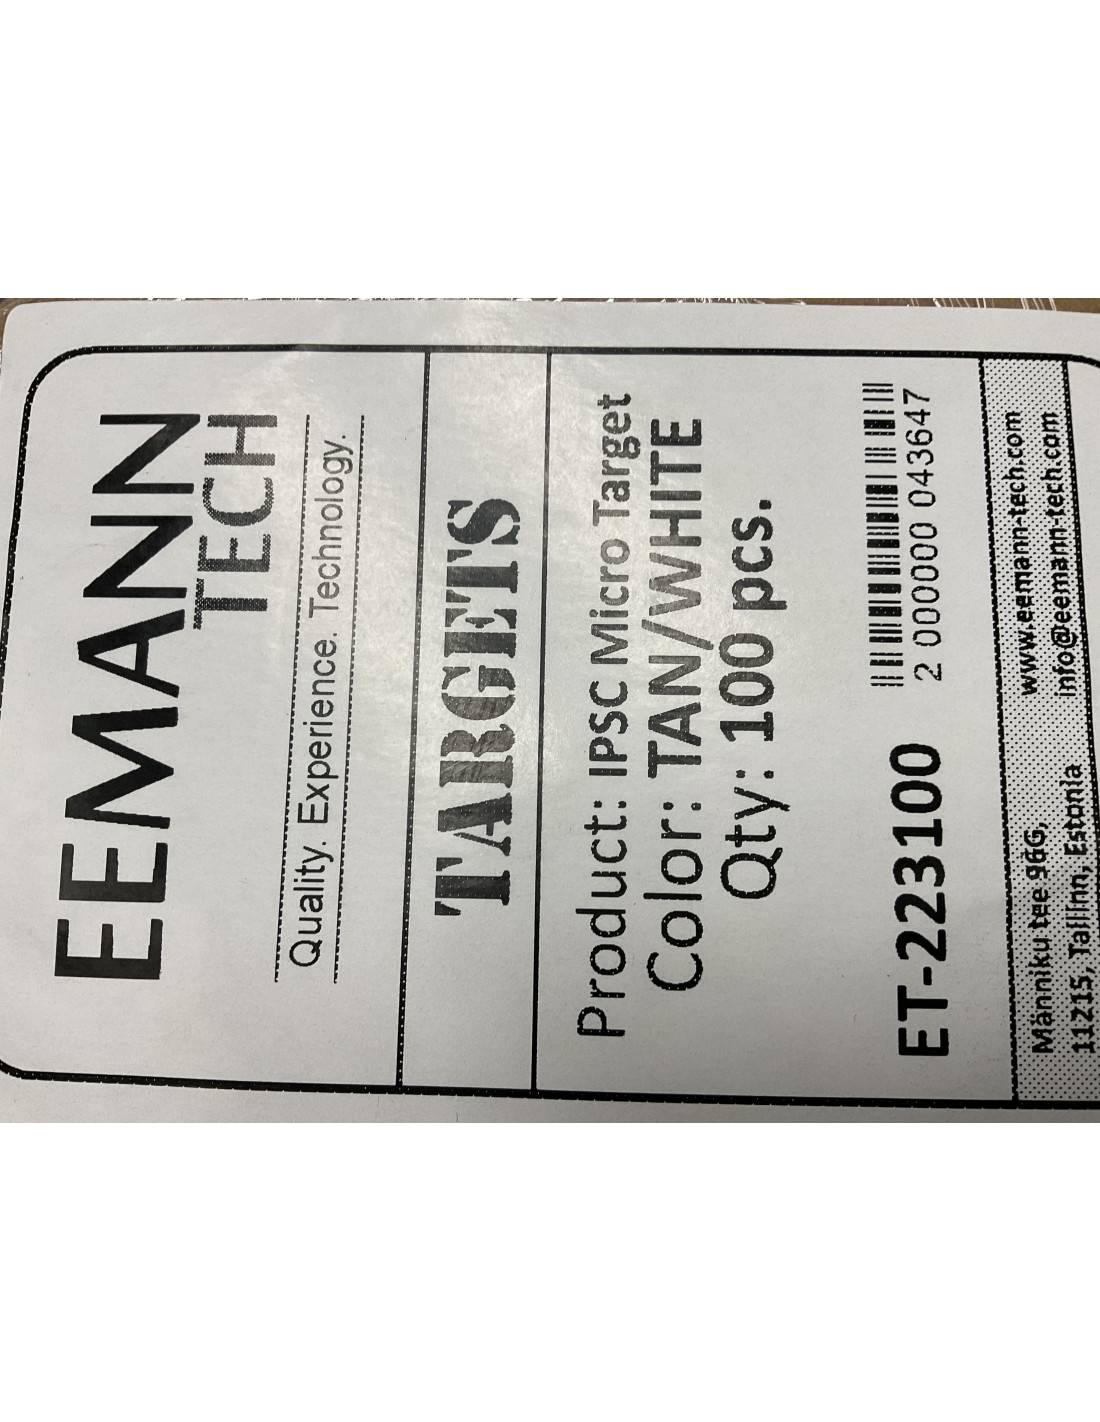 EEMANN
TECH
Quality. Experience. Technology.
TARGETS
Product: IPSC Micro Target
Color: TAN/WHITE
Qty: 100 pcs.
ET-223100
2 000000 043647
Männiku tee 96G,
11215, Tallinn, Estonia
www.eemann-tech.com
info@eemann-tech.com